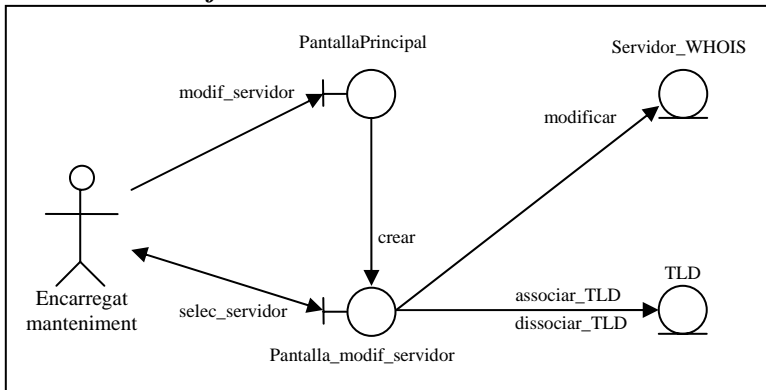 PantallaPrincipal
Servidor_WHOIS
modif_servidor
modificar
crear
TLD
Encarregat
manteniment
selec_servidor
associar_TLD
dissociar_TLD
Pantalla_modif_servidor